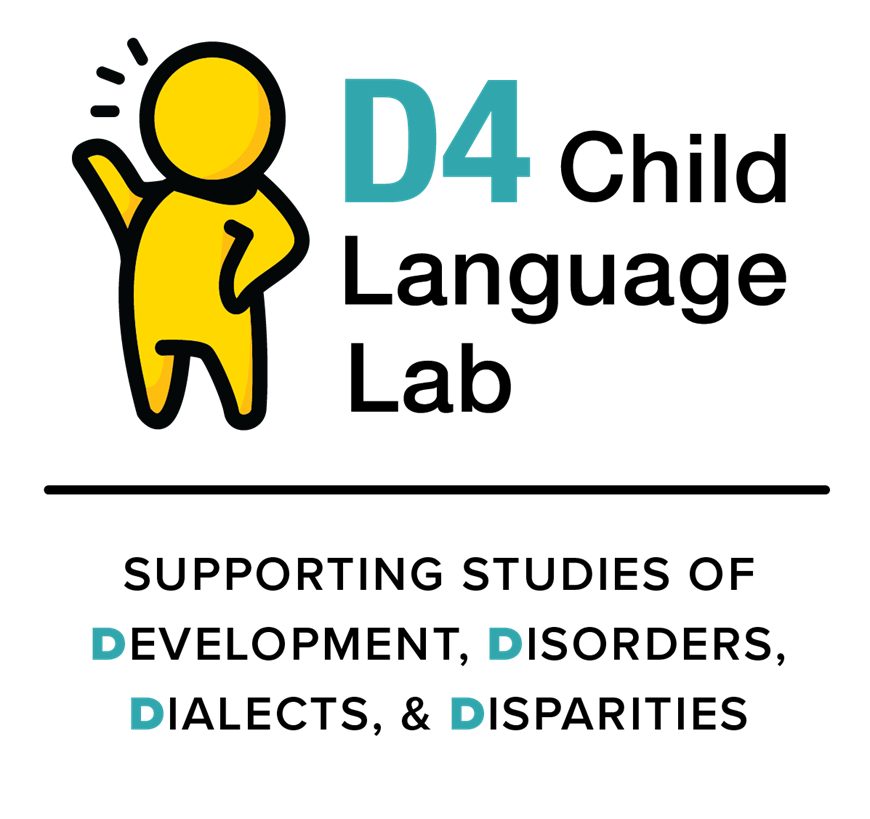 D4 Child
Language
Lab
SUPPORTING STUDIES OF
DEVELOPMENT, DISORDERS,
DIALECTS, & DISPARITIES